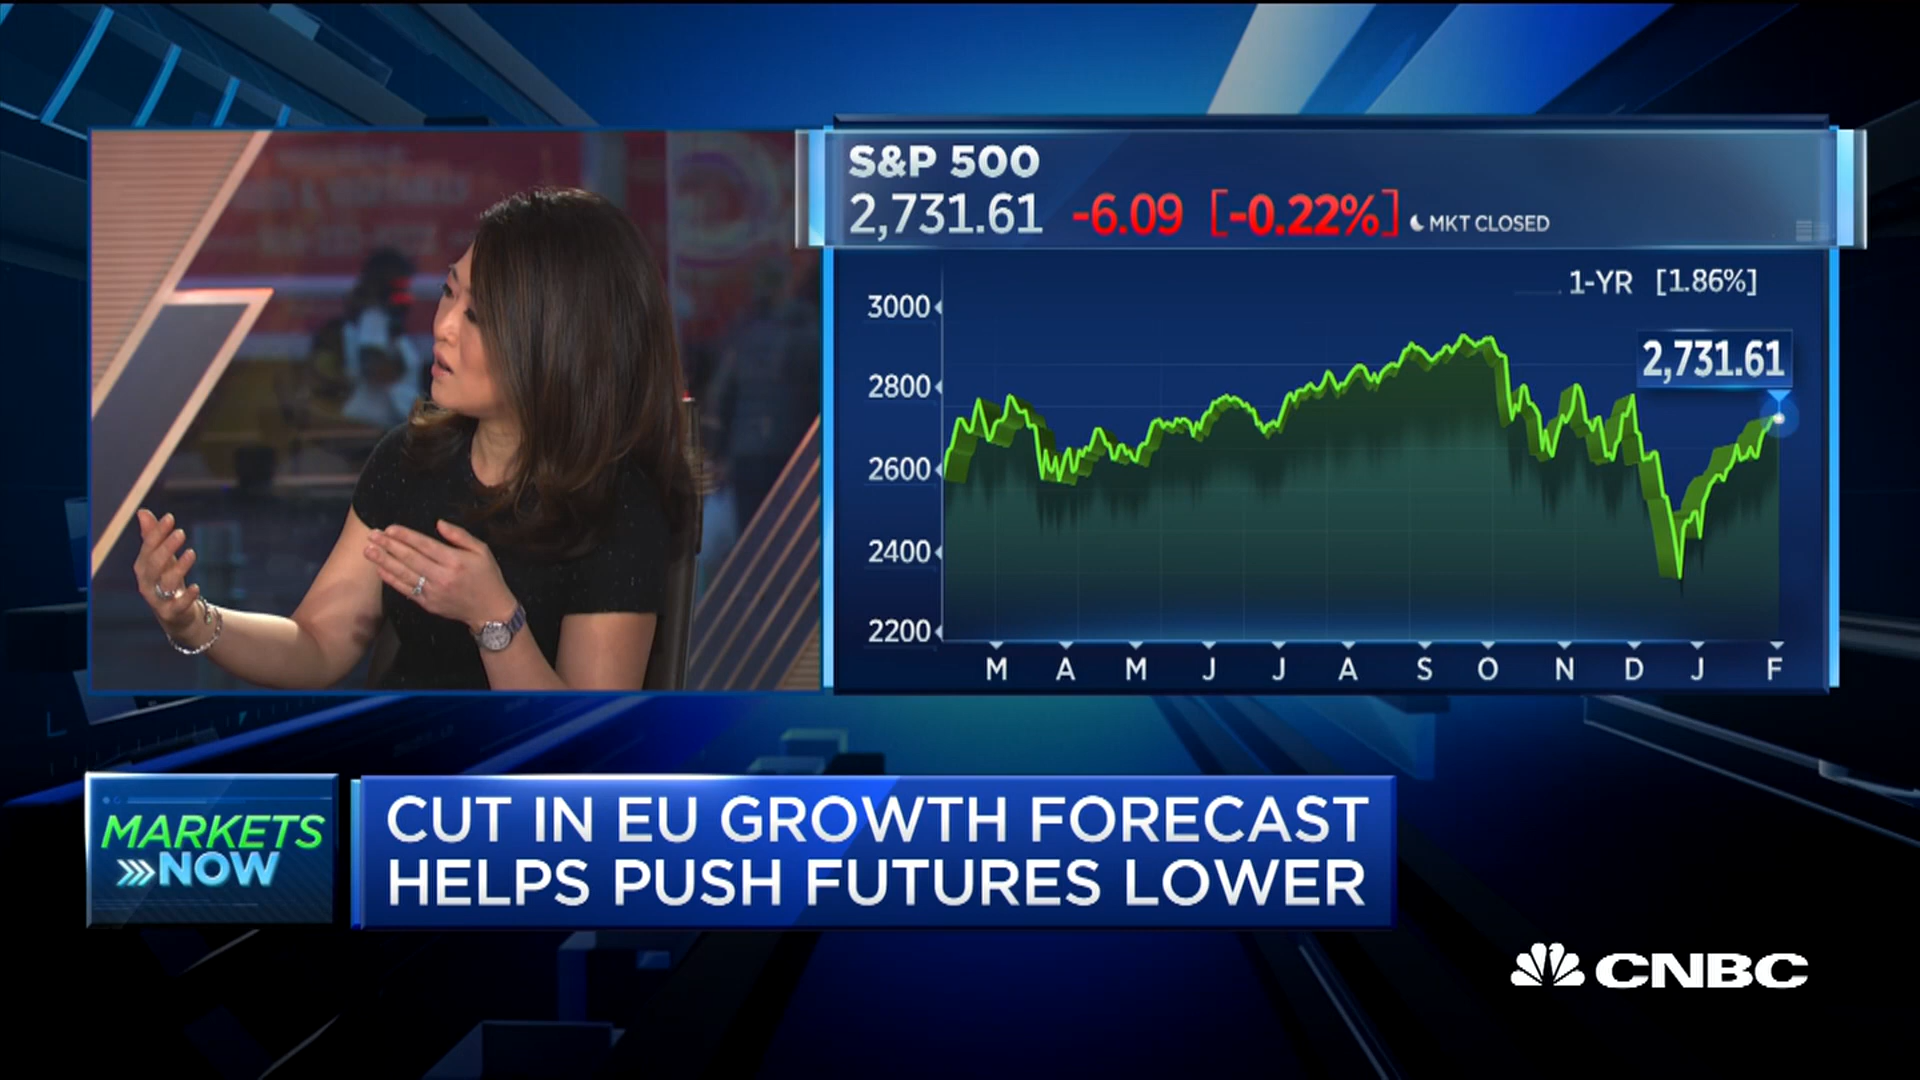 S&P 500
2,731.61 -6.09 [-0.22%] MKT CLOSED
1-YR [1.86%]
2,731.61
3000
2800
2600
2400
2200
M A M J J A S O N D J F
MARKETS
NOW
CUT IN EU GROWTH FORECAST
HELPS PUSH FUTURES LOWER
CNBC